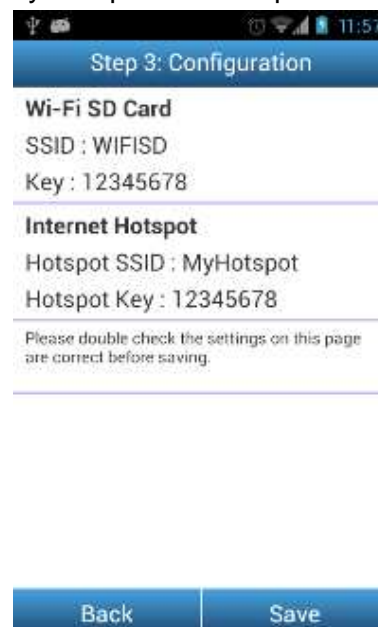 11:57
Step 3: Configuration
Wi-Fi SD Card
SSID : WIFISD
Key : 12345678
Internet Hotspot
Hotspot SSID : MyHotspot
Hotspot Key : 12345678
Please double check the settings on this page
are correct before saving.
Back Save